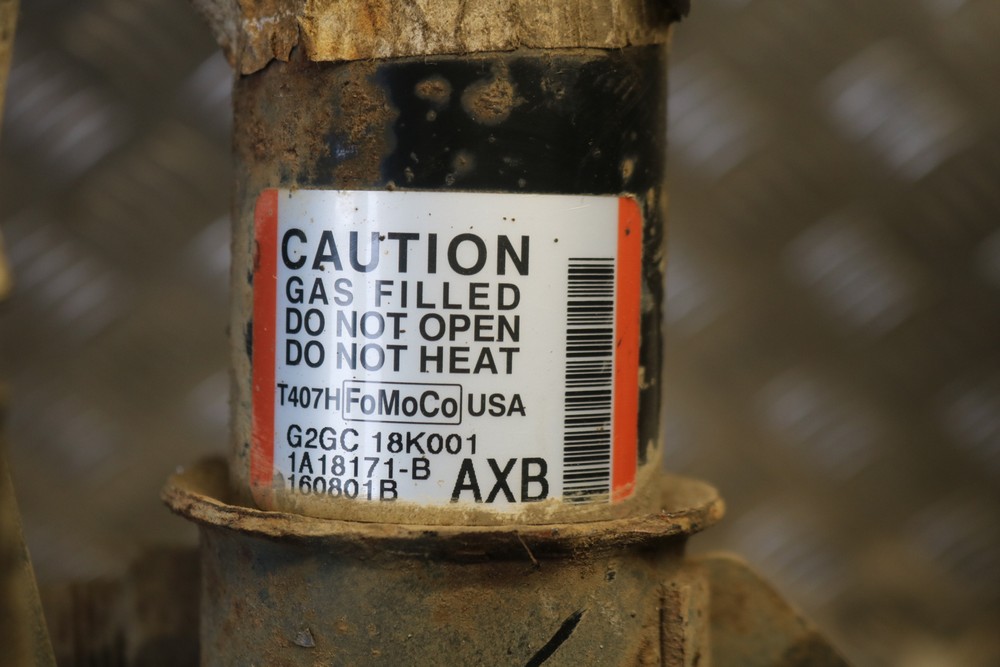 CAUTION
GAS FILLED
DO NOT OPEN
DO NOT HEAT
T407H FoMoCo USA
G2GC 18K001
1A18171-B
160801B AXB